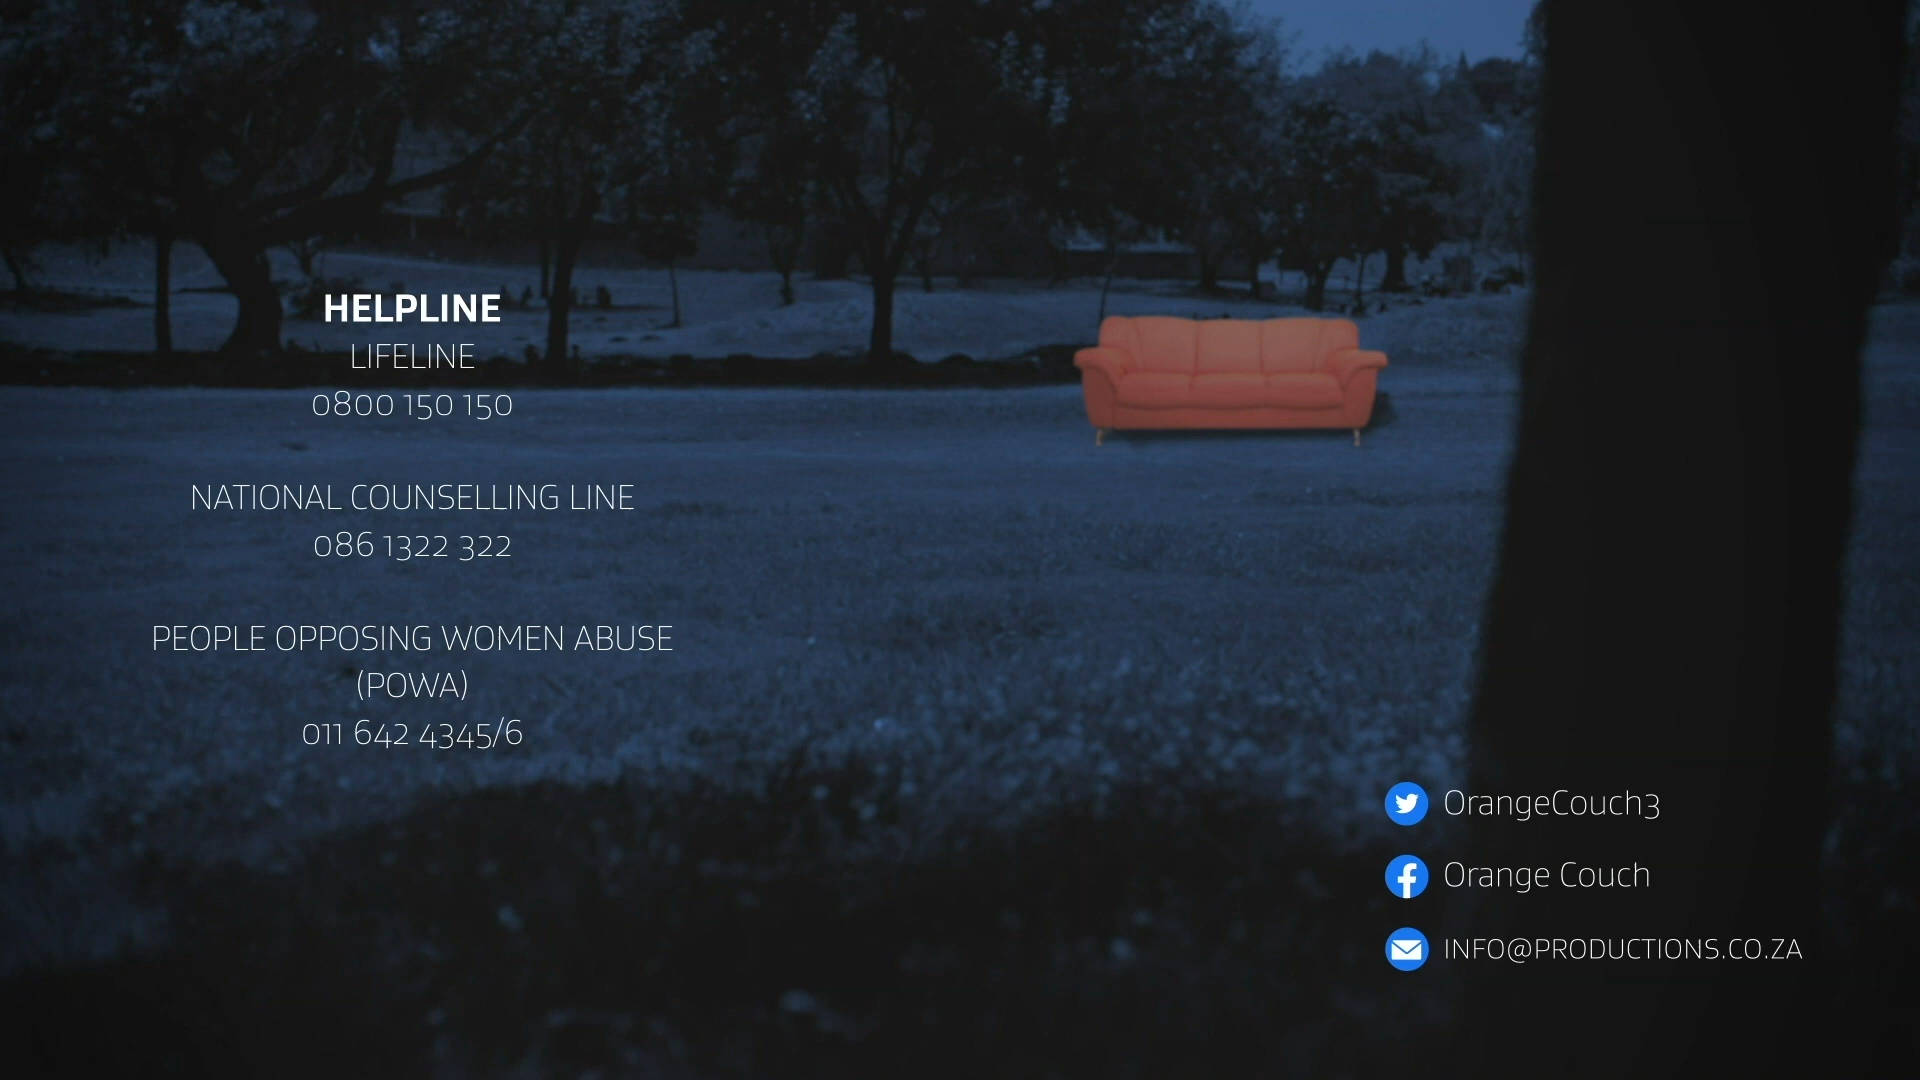 HELPLINE
LIFELINE
0800 150 150
NATIONAL COUNSELLING LINE
086 1322 322
PEOPLE OPPOSING WOMEN ABUSE
(POWA)
011 642 4345/6
OrangeCouch3
Orange Couch
INFO@PRODUCTIONS.CO.ZA